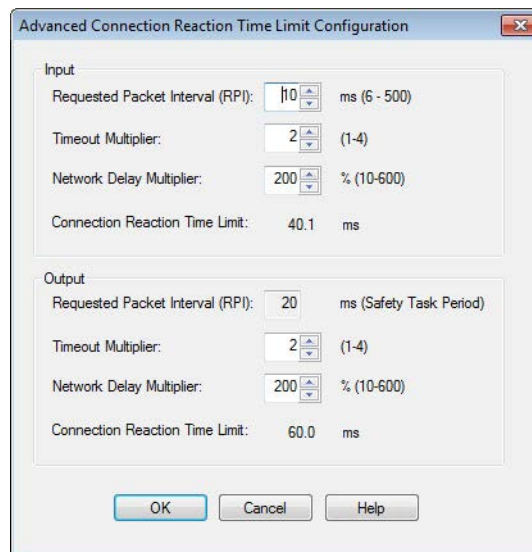 Advanced Connection Reaction Time Limit Configuration
Input
Requested Packet Interval (RPI): 10 ms (6 - 500)
Timeout Multiplier: 2 (1-4)
Network Delay Multiplier: 200 % (10-600)
Connection Reaction Time Limit: 40.1 ms
Output
Requested Packet Interval (RPI): 20 ms (Safety Task Period)
Timeout Multiplier: 2 (1-4)
Network Delay Multiplier: 200 % (10-600)
Connection Reaction Time Limit: 60.0 ms
OK Cancel Help